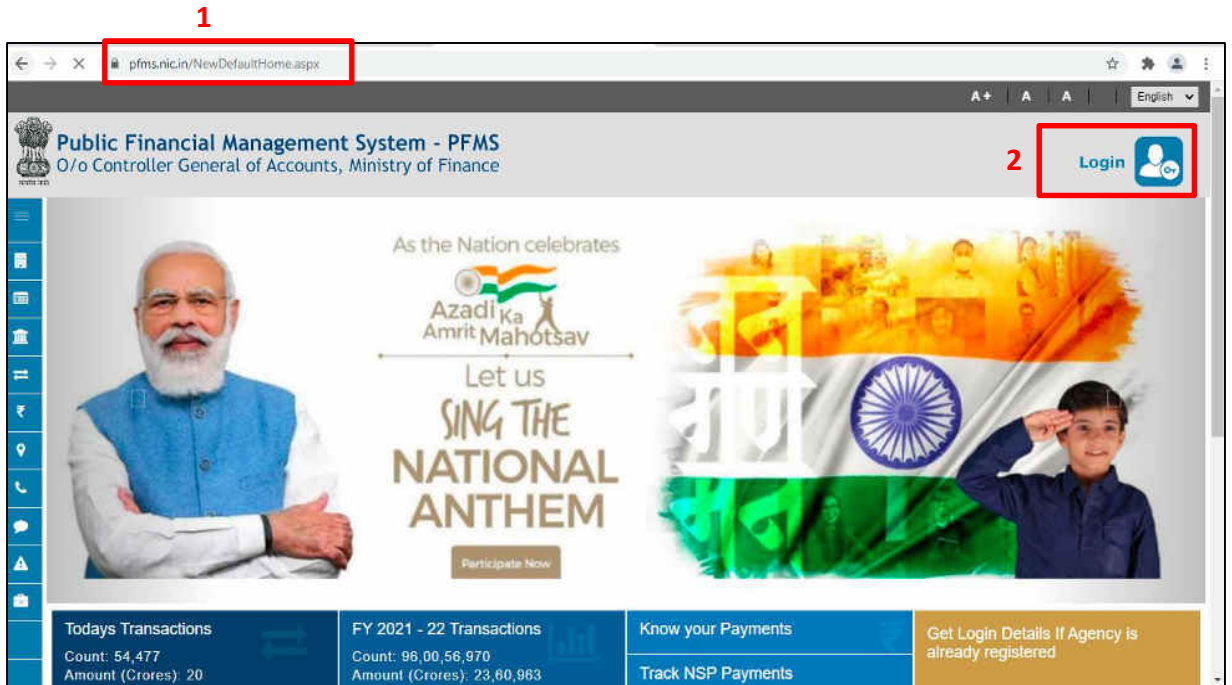 1
pfms.nic.in/NewDefaultHome.aspx
A+ | A | A | | English
Public Financial Management System - PFMS
O/o Controller General of Accounts, Ministry of Finance
2
Login
As the Nation celebrates
Azadi Ka
Amrit Mahotsav
Let us
SING THE
NATIONAL
ANTHEM
Participate Now
जन
गण
मन
Todays Transactions
Count: 54,477
Amount (Crores): 20
FY 2021 - 22 Transactions
Count: 96,00,56,970
Amount (Crores): 23,60,963
Know your Payments
Track NSP Payments
Get Login Details If Agency is
already registered